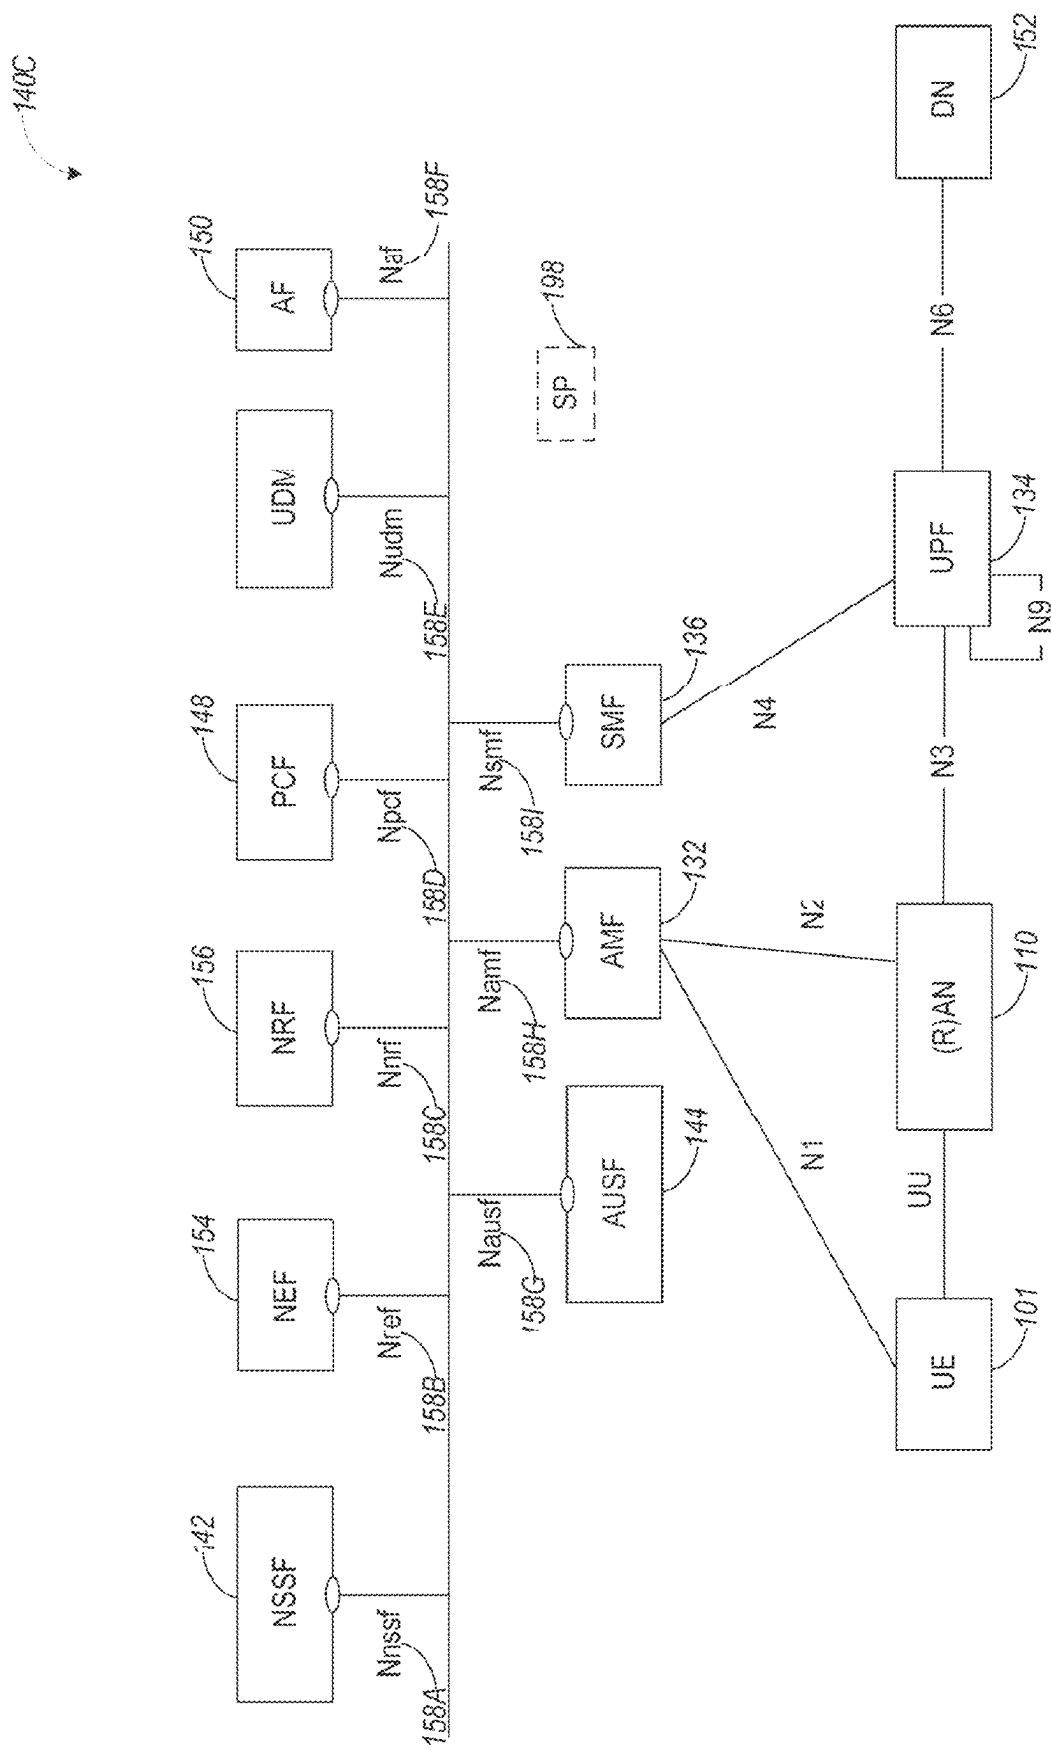 140C
142
154
156
148
150
NSSF
NEF
NRF
PCF
UDM
AF
Nnssf
Nref
Nnrf
Npcf
Nudm
Naf
158A
158B
158C
158D
158E
158F
Nausf
Namf
Nsmf
158G
158H
158I
198
SP
AUSF
AMF
SMF
144
132
136
N1
N2
N4
UU
N3
N6
UE
(R)AN
UPF
DN
101
110
134
152
N9